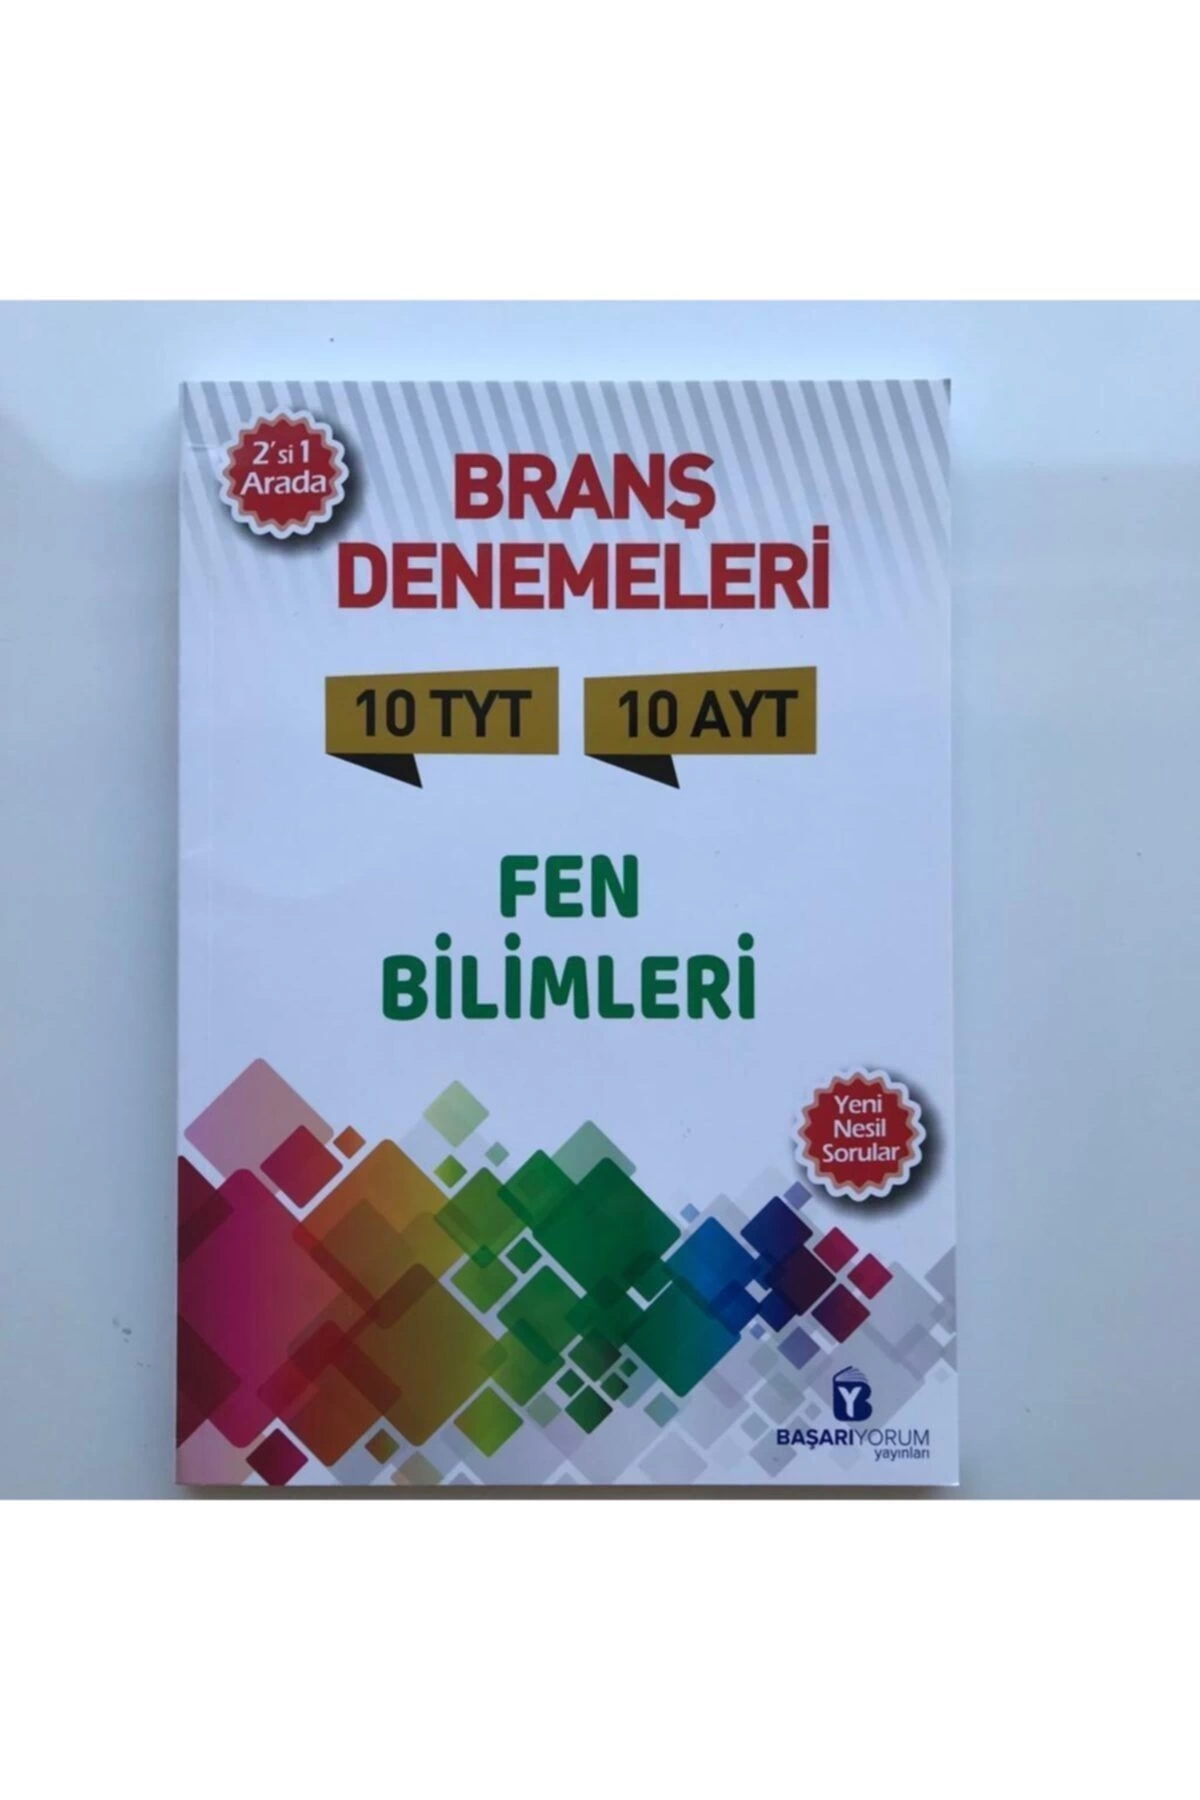 2'si 1
Arada
BRANŞ
DENEMELERİ
10 TYT
10 AYT
FEN
BİLİMLERİ
Yeni
Nesil
Sorular
BAŞARIYORUM
yayınları